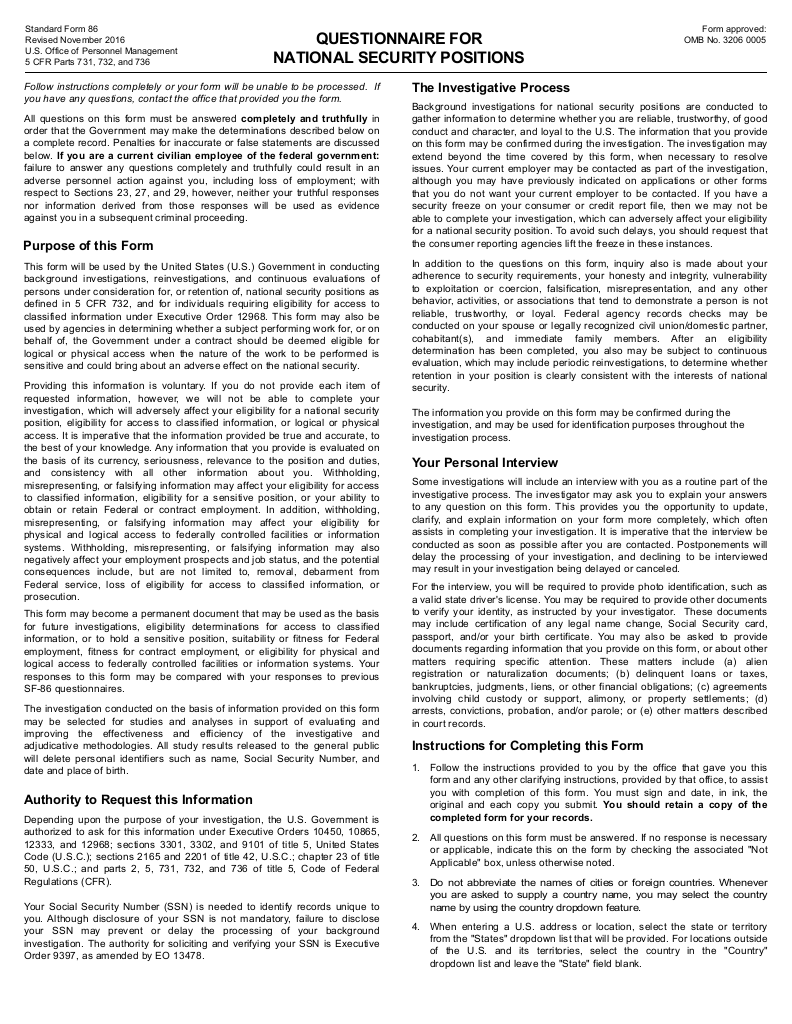 Standard Form 86
Revised November 2016
U.S. Office of Personnel Management
5 CFR Parts 731, 732, and 736
QUESTIONNAIRE FOR
NATIONAL SECURITY POSITIONS
Form approved:
OMB No. 3206 0005
Follow instructions completely or your form will be unable to be processed. If
you have any questions, contact the office that provided you the form.
All questions on this form must be answered completely and truthfully in
order that the Government may make the determinations described below on
a complete record. Penalties for inaccurate or false statements are discussed
below. If you are a current civilian employee of the federal government:
failure to answer any questions completely and truthfully could result in an
adverse personnel action against you, including loss of employment; with
respect to Sections 23, 27, and 29, however, neither your truthful responses
nor information derived from those responses will be used as evidence
against you in a subsequent criminal proceeding.
Purpose of this Form
This form will be used by the United States (U.S.) Government in conducting
background investigations, reinvestigations, and continuous evaluations of
persons under consideration for, or retention of, national security positions as
defined in 5 CFR 732, and for individuals requiring eligibility for access to
classified information under Executive Order 12968. This form may also be
used by agencies in determining whether a subject performing work for, or on
behalf of, the Government under a contract should be deemed eligible for
logical or physical access when the nature of the work to be performed is
sensitive and could bring about an adverse effect on the national security.
Providing this information is voluntary. If you do not provide each item of
requested information, however, we will not be able to complete your
investigation, which will adversely affect your eligibility for a national security
position, eligibility for access to classified information, or logical or physical
access. It is imperative that the information provided be true and accurate, to
the best of your knowledge. Any information that you provide is evaluated on
the basis of its currency, seriousness, relevance to the position and duties,
and consistency with all other information about you. Withholding,
misrepresenting, or falsifying information may affect your eligibility for access
to classified information, eligibility for a sensitive position, or your ability to
obtain or retain Federal or contract employment. In addition, withholding,
misrepresenting, or falsifying information may affect your eligibility for
physical and logical access to federally controlled facilities or information
systems. Withholding, misrepresenting, or falsifying information may also
negatively affect your employment prospects and job status, and the potential
consequences include, but are not limited to, removal, debarment from
Federal service, loss of eligibility for access to classified information, or
prosecution.
This form may become a permanent document that may be used as the basis
for future investigations, eligibility determinations for access to classified
information, or to hold a sensitive position, suitability or fitness for Federal
employment, fitness for contract employment, or eligibility for physical and
logical access to federally controlled facilities or information systems. Your
responses to this form may be compared with your responses to previous
SF-86 questionnaires.
The investigation conducted on the basis of information provided on this form
may be selected for studies and analyses in support of evaluating and
improving the effectiveness and efficiency of the investigative and
adjudicative methodologies. All study results released to the general public
will delete personal identifiers such as name, Social Security Number, and
date and place of birth.
Authority to Request this Information
Depending upon the purpose of your investigation, the U.S. Government is
authorized to ask for this information under Executive Orders 10450, 10865,
12333, and 12968; sections 3301, 3302, and 9101 of title 5, United States
Code (U.S.C.); sections 2165 and 2201 of title 42, U.S.C.; chapter 23 of title
50, U.S.C.; and parts 2, 5, 731, 732, and 736 of title 5, Code of Federal
Regulations (CFR).
Your Social Security Number (SSN) is needed to identify records unique to
you. Although disclosure of your SSN is not mandatory, failure to disclose
your SSN may prevent or delay the processing of your background
investigation. The authority for soliciting and verifying your SSN is Executive
Order 9397, as amended by EO 13478.
The Investigative Process
Background investigations for national security positions are conducted to
gather information to determine whether you are reliable, trustworthy, of good
conduct and character, and loyal to the U.S. The information that you provide
on this form may be confirmed during the investigation. The investigation may
extend beyond the time covered by this form, when necessary to resolve
issues. Your current employer may be contacted as part of the investigation,
although you may have previously indicated on applications or other forms
that you do not want your current employer to be contacted. If you have a
security freeze on your consumer or credit report file, then we may not be
able to complete your investigation, which can adversely affect your eligibility
for a national security position. To avoid such delays, you should request that
the consumer reporting agencies lift the freeze in these instances.
In addition to the questions on this form, inquiry also is made about your
adherence to security requirements, your honesty and integrity, vulnerability
to exploitation or coercion, falsification, misrepresentation, and any other
behavior, activities, or associations that tend to demonstrate a person is not
reliable, trustworthy, or loyal. Federal agency records checks may be
conducted on your spouse or legally recognized civil union/domestic partner,
cohabitant(s), and immediate family members. After an eligibility
determination has been completed, you also may be subject to continuous
evaluation, which may include periodic reinvestigations, to determine whether
retention in your position is clearly consistent with the interests of national
security.
The information you provide on this form may be confirmed during the
investigation, and may be used for identification purposes throughout the
investigation process.
Your Personal Interview
Some investigations will include an interview with you as a routine part of the
investigative process. The investigator may ask you to explain your answers
to any question on this form. This provides you the opportunity to update,
clarify, and explain information on your form more completely, which often
assists in completing your investigation. It is imperative that the interview be
conducted as soon as possible after you are contacted. Postponements will
delay the processing of your investigation, and declining to be interviewed
may result in your investigation being delayed or canceled.
For the interview, you will be required to provide photo identification, such as
a valid state driver's license. You may be required to provide other documents
to verify your identity, as instructed by your investigator. These documents
may include certification of any legal name change, Social Security card,
passport, and/or your birth certificate. You may also be asked to provide
documents regarding information that you provide on this form, or about other
matters requiring specific attention. These matters include (a) alien
registration or naturalization documents; (b) delinquent loans or taxes,
bankruptcies, judgments, liens, or other financial obligations; (c) agreements
involving child custody or support, alimony, or property settlements; (d)
arrests, convictions, probation, and/or parole; or (e) other matters described
in court records.
Instructions for Completing this Form
1. Follow the instructions provided to you by the office that gave you this
form and any other clarifying instructions, provided by that office, to assist
you with completion of this form. You must sign and date, in ink, the
original and each copy you submit. You should retain a copy of the
completed form for your records.
2. All questions on this form must be answered. If no response is necessary
or applicable, indicate this on the form by checking the associated "Not
Applicable" box, unless otherwise noted.
3. Do not abbreviate the names of cities or foreign countries. Whenever
you are asked to supply a country name, you may select the country
name by using the country dropdown feature.
4. When entering a U.S. address or location, select the state or territory
from the "States" dropdown list that will be provided. For locations outside
of the U.S. and its territories, select the country in the "Country"
dropdown list and leave the "State" field blank.